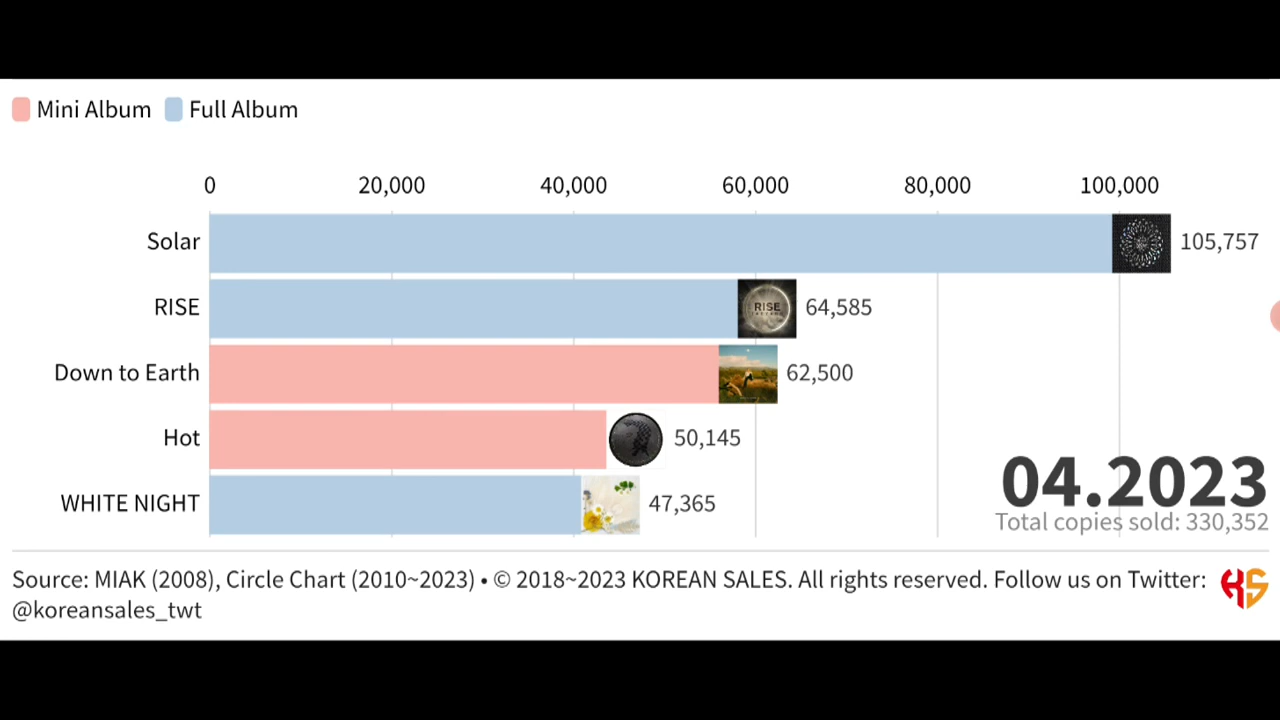 Mini Album Full Album
0 20,000 40,000 60,000 80,000 100,000
Solar 105,757
RISE RISE 64,585
Down to Earth 62,500
Hot 50,145
WHITE NIGHT 47,365
04.2023
Total copies sold: 330,352
Source: MIAK (2008), Circle Chart (2010~2023) • © 2018~2023 KOREAN SALES. All rights reserved. Follow us on Twitter: KS
@koreansales_twt